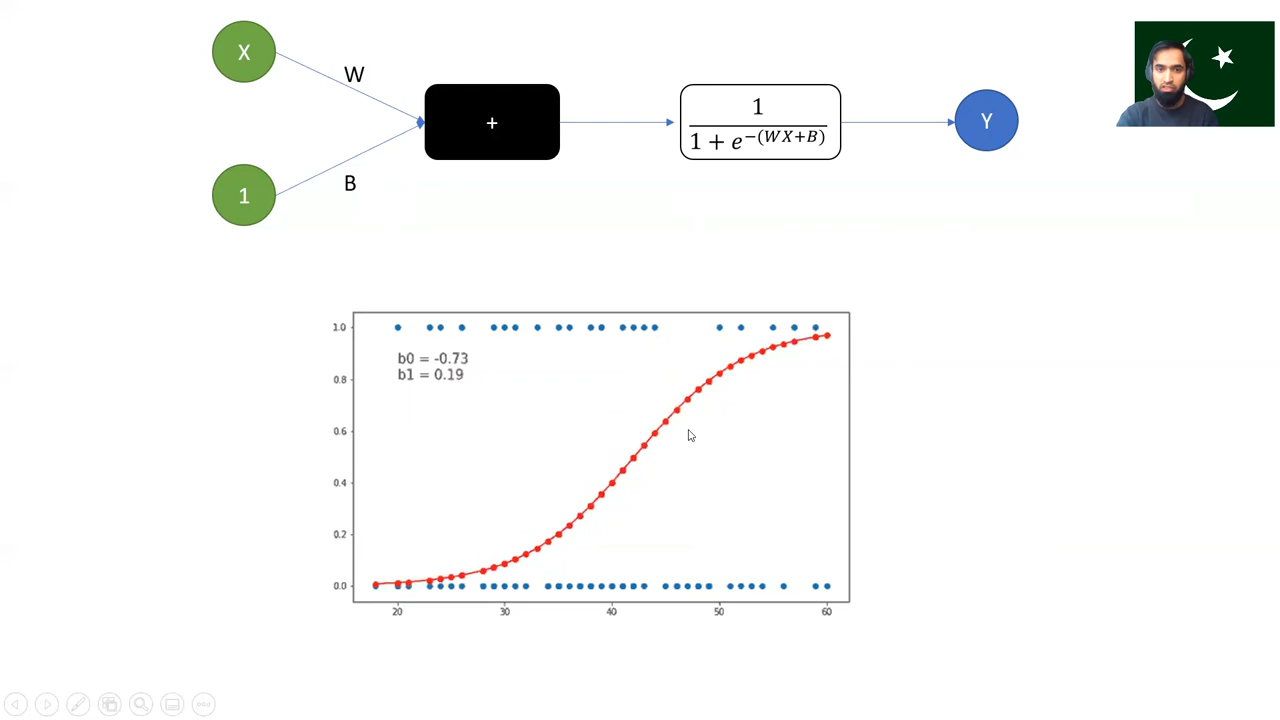 X
W
1
B
+
1
1 + e^−(WX+B)
Y
b0 = -0.73
b1 = 0.19
1.0
0.8
0.6
0.4
0.2
0.0
20 30 40 50 60